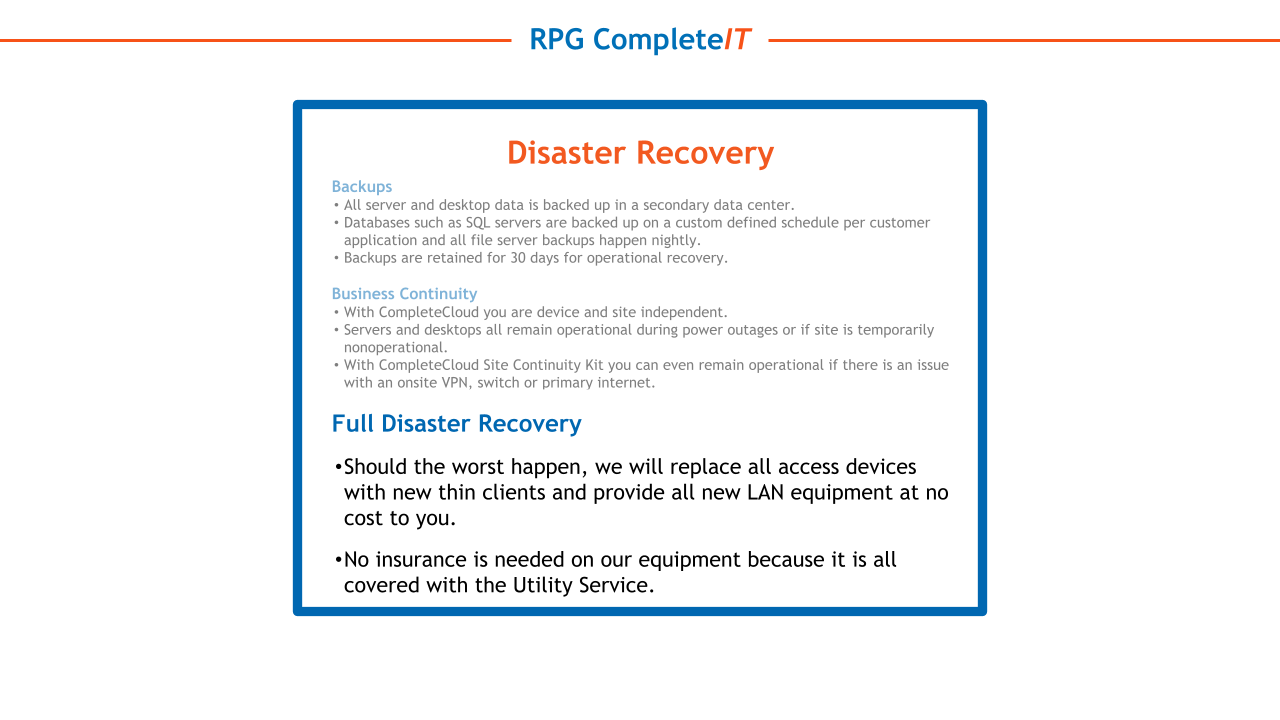 RPG CompleteIT
Disaster Recovery
Backups
• All server and desktop data is backed up in a secondary data center.
• Databases such as SQL servers are backed up on a custom defined schedule per customer
application and all file server backups happen nightly.
• Backups are retained for 30 days for operational recovery.
Business Continuity
• With CompleteCloud you are device and site independent.
• Servers and desktops all remain operational during power outages or if site is temporarily
nonoperational.
• With CompleteCloud Site Continuity Kit you can even remain operational if there is an issue
with an onsite VPN, switch or primary internet.
Full Disaster Recovery
•Should the worst happen, we will replace all access devices
with new thin clients and provide all new LAN equipment at no
cost to you.
•No insurance is needed on our equipment because it is all
covered with the Utility Service.